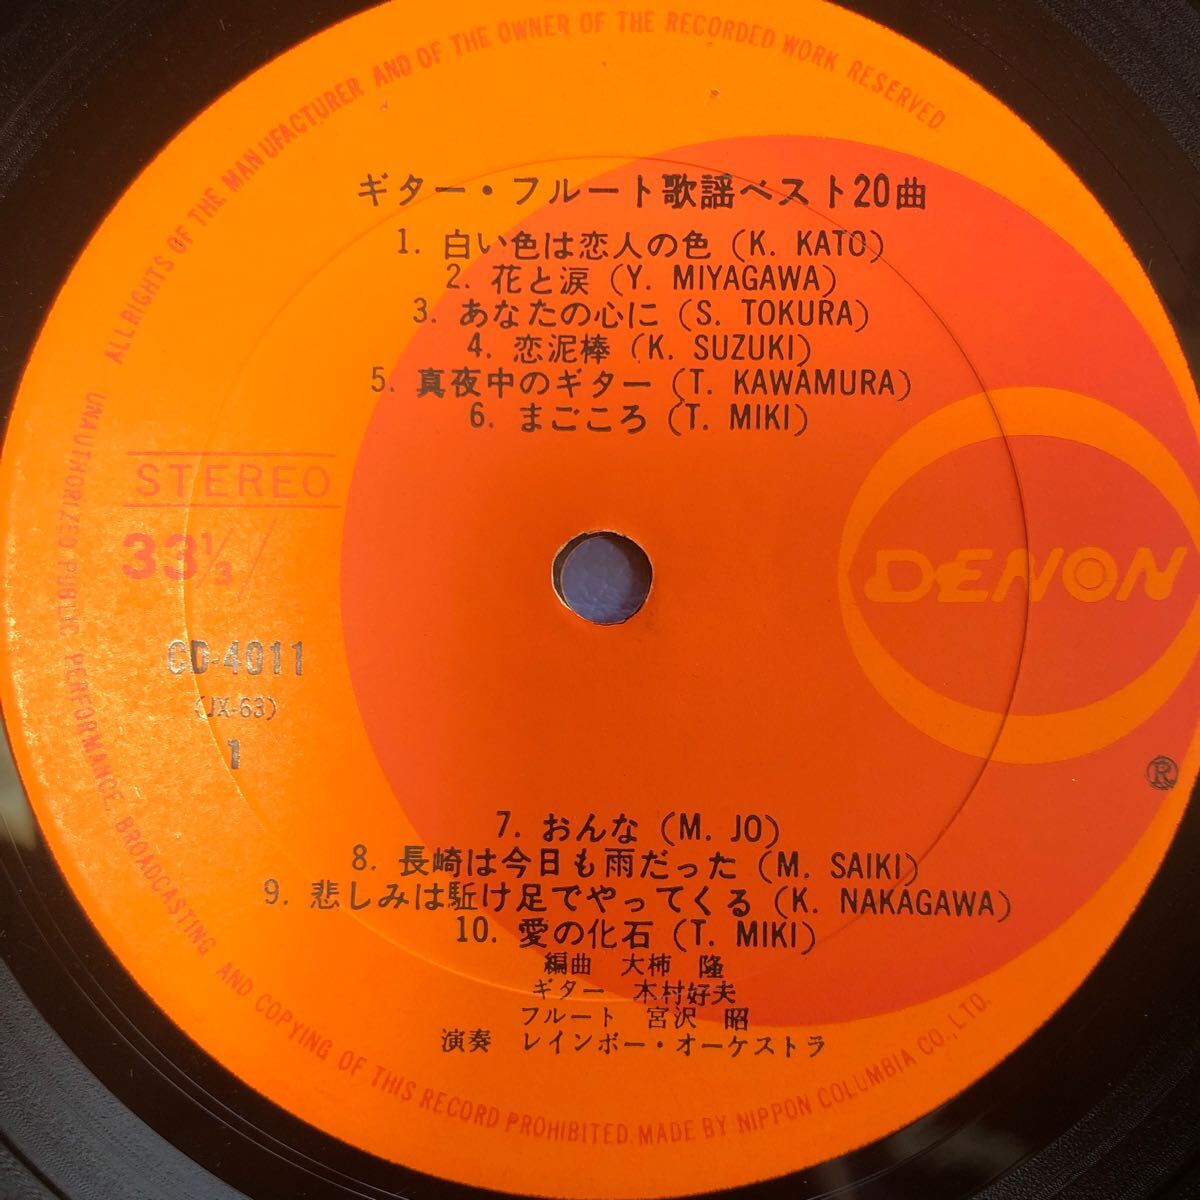 ALL RIGHTS OF THE MANUFACTURER AND OF THE OWNER OF THE RECORDED WORK RESERVED
ギター・フルート歌謡ベスト20曲
1. 白い色は恋人の色 (K. KATO)
2. 花と涙 (Y. MIYAGAWA)
3. あなたの心に (S. TOKURA)
4. 恋泥棒 (K. SUZUKI)
5. 真夜中のギター (T. KAWAMURA)
6. まごころ (T. MIKI)
STEREO
33 1/3
DENON
®
CD-4011
(JX-63)
1
7. おんな (M. JO)
8. 長崎は今日も雨だった (M. SAIKI)
9. 悲しみは駈け足でやってくる (K. NAKAGAWA)
10. 愛の化石 (T. MIKI)
編曲 大柿 隆
ギター 木村好夫
フルート 宮沢 昭
演奏 レインボー・オーケストラ
UNAUTHORIZED PUBLIC PERFORMANCE, BROADCASTING AND COPYING OF THIS RECORD PROHIBITED MADE BY NIPPON COLUMBIA CO., LTD.